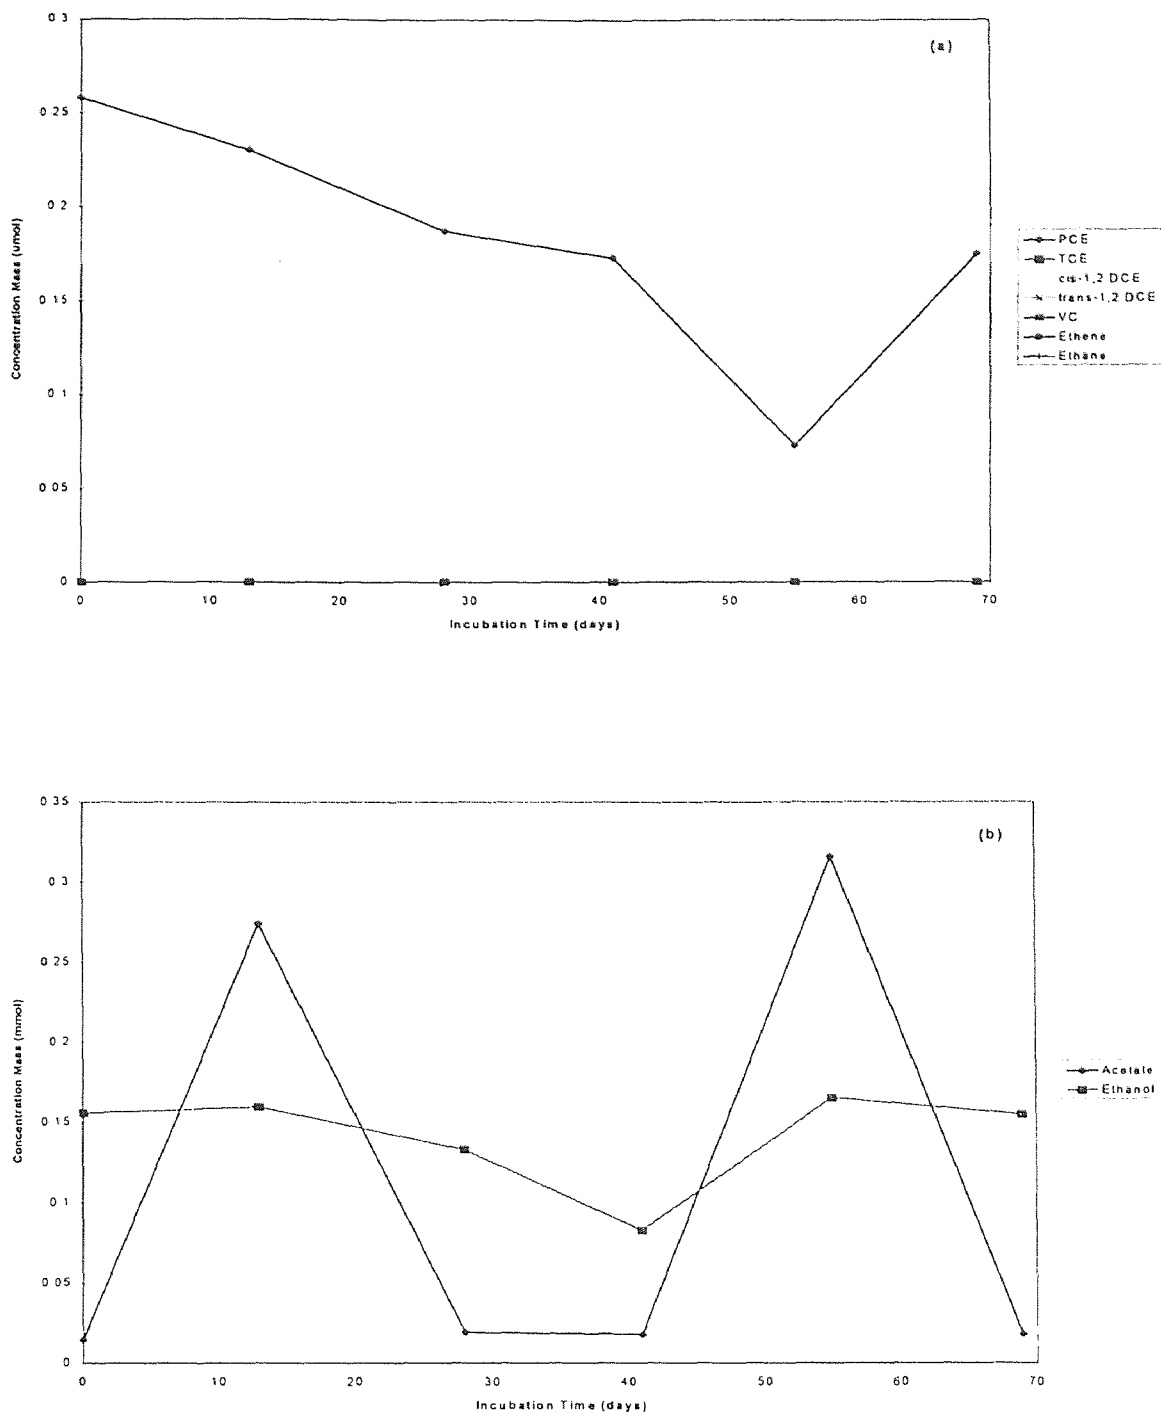 0 3
(a)
0 25
0 2
0 15
0 1
0 05
0
Concentration Mass (umol)
0 10 20 30 40 50 60 70
Incubation Time (days)
PCE
TCE
cis-1,2 DCE
trans-1,2 DCE
VC
Ethene
Ethane
0 35
(b)
0 3
0 25
0 2
0 15
0 1
0 05
0
Concentration Mass (mmol)
0 10 20 30 40 50 60 70
Incubation Time (days)
Acetate
Ethanol